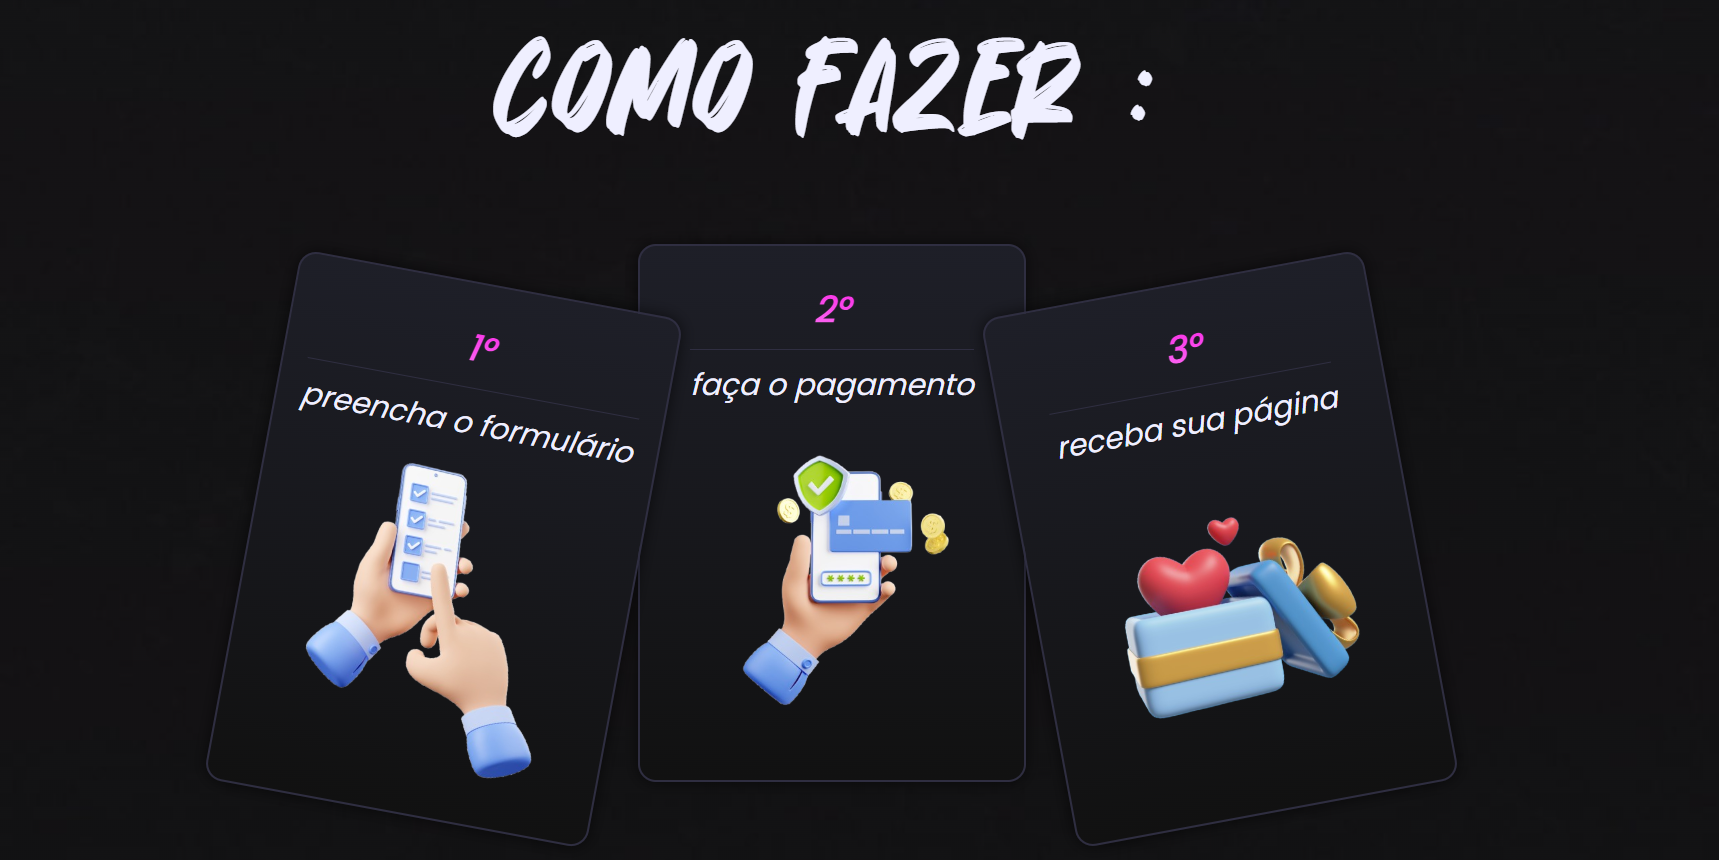 COMO FAZER :
1º
preencha o formulário
2º
faça o pagamento
****
3º
receba sua página